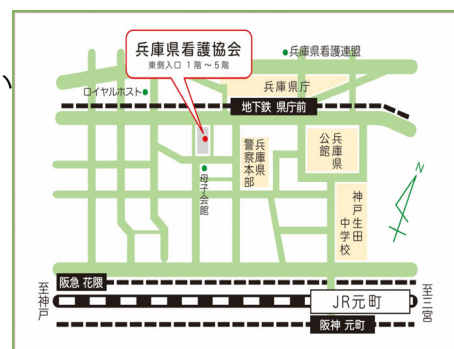 兵庫県看護協会
東側入口 1階～5階
兵庫県看護連盟
い
ロイヤルホスト
兵庫県庁
地下鉄 県庁前
兵庫県
公館
兵庫県
警察本部
母子会館
神戸生田
中学校
N
阪急 花隈
至神戸
JR元町
至三宮
阪神 元町